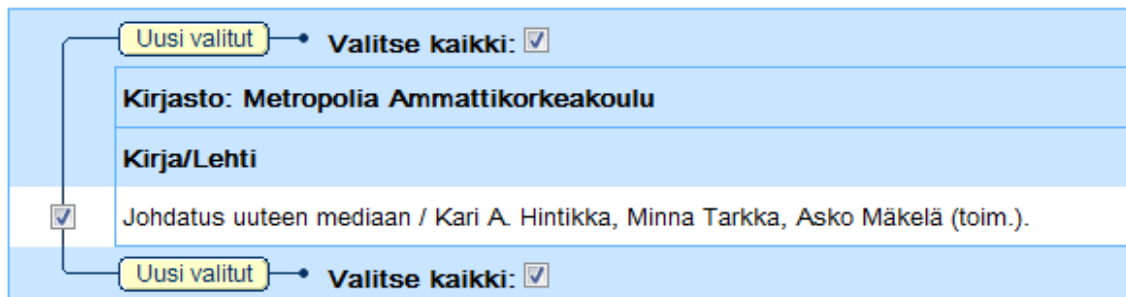 Uusi valitut Valitse kaikki:
Kirjasto: Metropolia Ammattikorkeakoulu
Kirja/Lehti
Johdatus uuteen mediaan / Kari A. Hintikka, Minna Tarkka, Asko Mäkelä (toim.).
Uusi valitut Valitse kaikki: